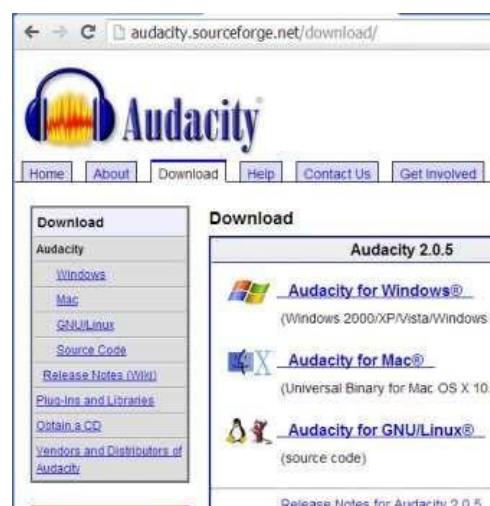 audacity.sourceforge.net/download/
Audacity
Home About Download Help Contact Us Get Involved
Download
Audacity
Windows
Mac
GNU/Linux
Source Code
Release Notes (Wiki)
Plug-Ins and Libraries
Obtain a CD
Vendors and Distributors of
Audacity
Download
Audacity 2.0.5
Audacity for Windows®
(Windows 2000/XP/Vista/Windows
Audacity for Mac®
(Universal Binary for Mac OS X 10
Audacity for GNU/Linux®
(source code)
Release Notes for Audacity 2.0.5